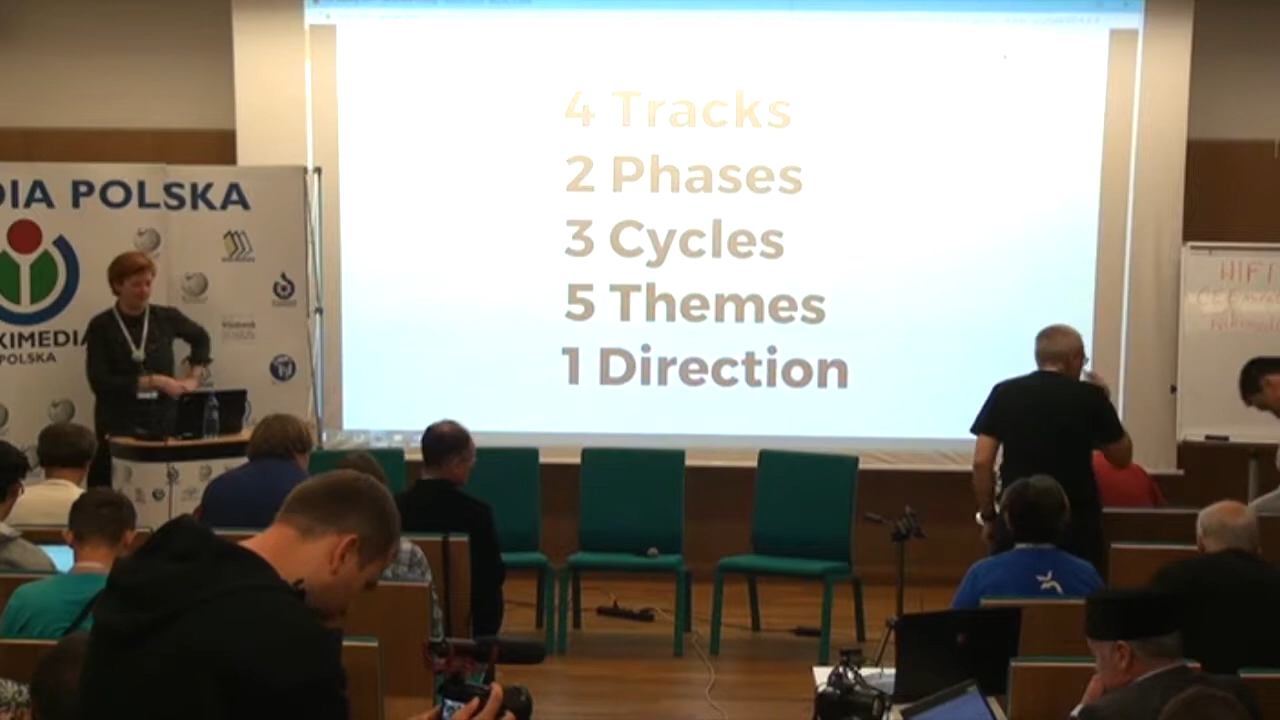 4 Tracks
2 Phases
3 Cycles
5 Themes
1 Direction
DIA POLSKA
KIMEDIA
POLSKA